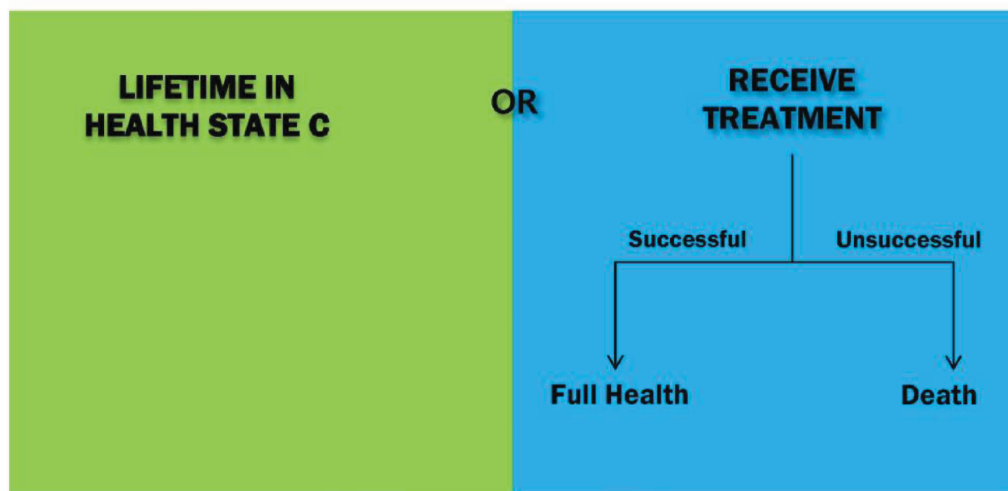 LIFETIME IN
HEALTH STATE C
OR
RECEIVE
TREATMENT
Successful
Unsuccessful
Full Health
Death